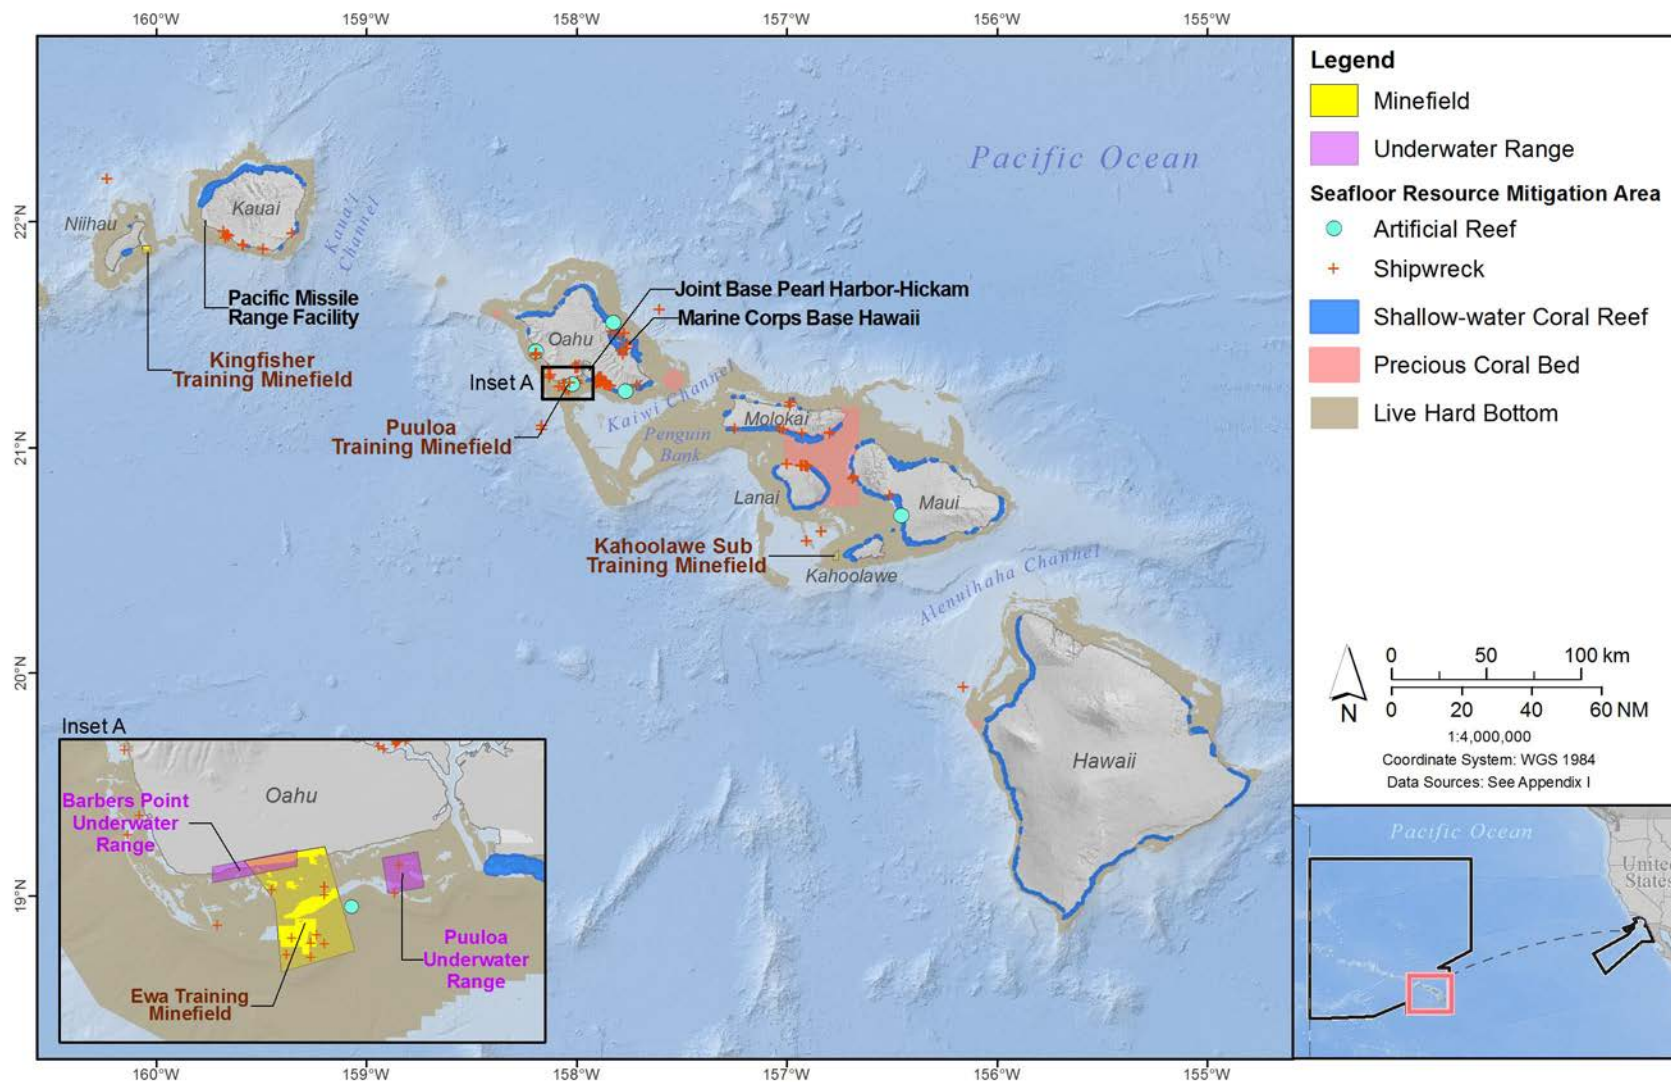 160°W 159°W 158°W 157°W 156°W 155°W
22°N
21°N
20°N
19°N
Pacific Ocean
Niihau
Kauai
Kaua'i
Channel
Pacific Missile
Range Facility
Kingfisher
Training Minefield
Joint Base Pearl Harbor-Hickam
Marine Corps Base Hawaii
Oahu
Inset A
Puuloa
Training Minefield
Kaiwi Channel
Penguin
Bank
Molokai
Lanai
Maui
Kahoolawe Sub
Training Minefield
Kahoolawe
Alenuihaha Channel
Hawaii
Inset A
Oahu
Barbers Point
Underwater
Range
Puuloa
Underwater
Range
Ewa Training
Minefield
160°W 159°W 158°W 157°W 156°W 155°W
Legend
Minefield
Underwater Range
Seafloor Resource Mitigation Area
Artificial Reef
Shipwreck
Shallow-water Coral Reef
Precious Coral Bed
Live Hard Bottom
N
0 50 100 km
0 20 40 60 NM
1:4,000,000
Coordinate System: WGS 1984
Data Sources: See Appendix I
Pacific Ocean
United
States